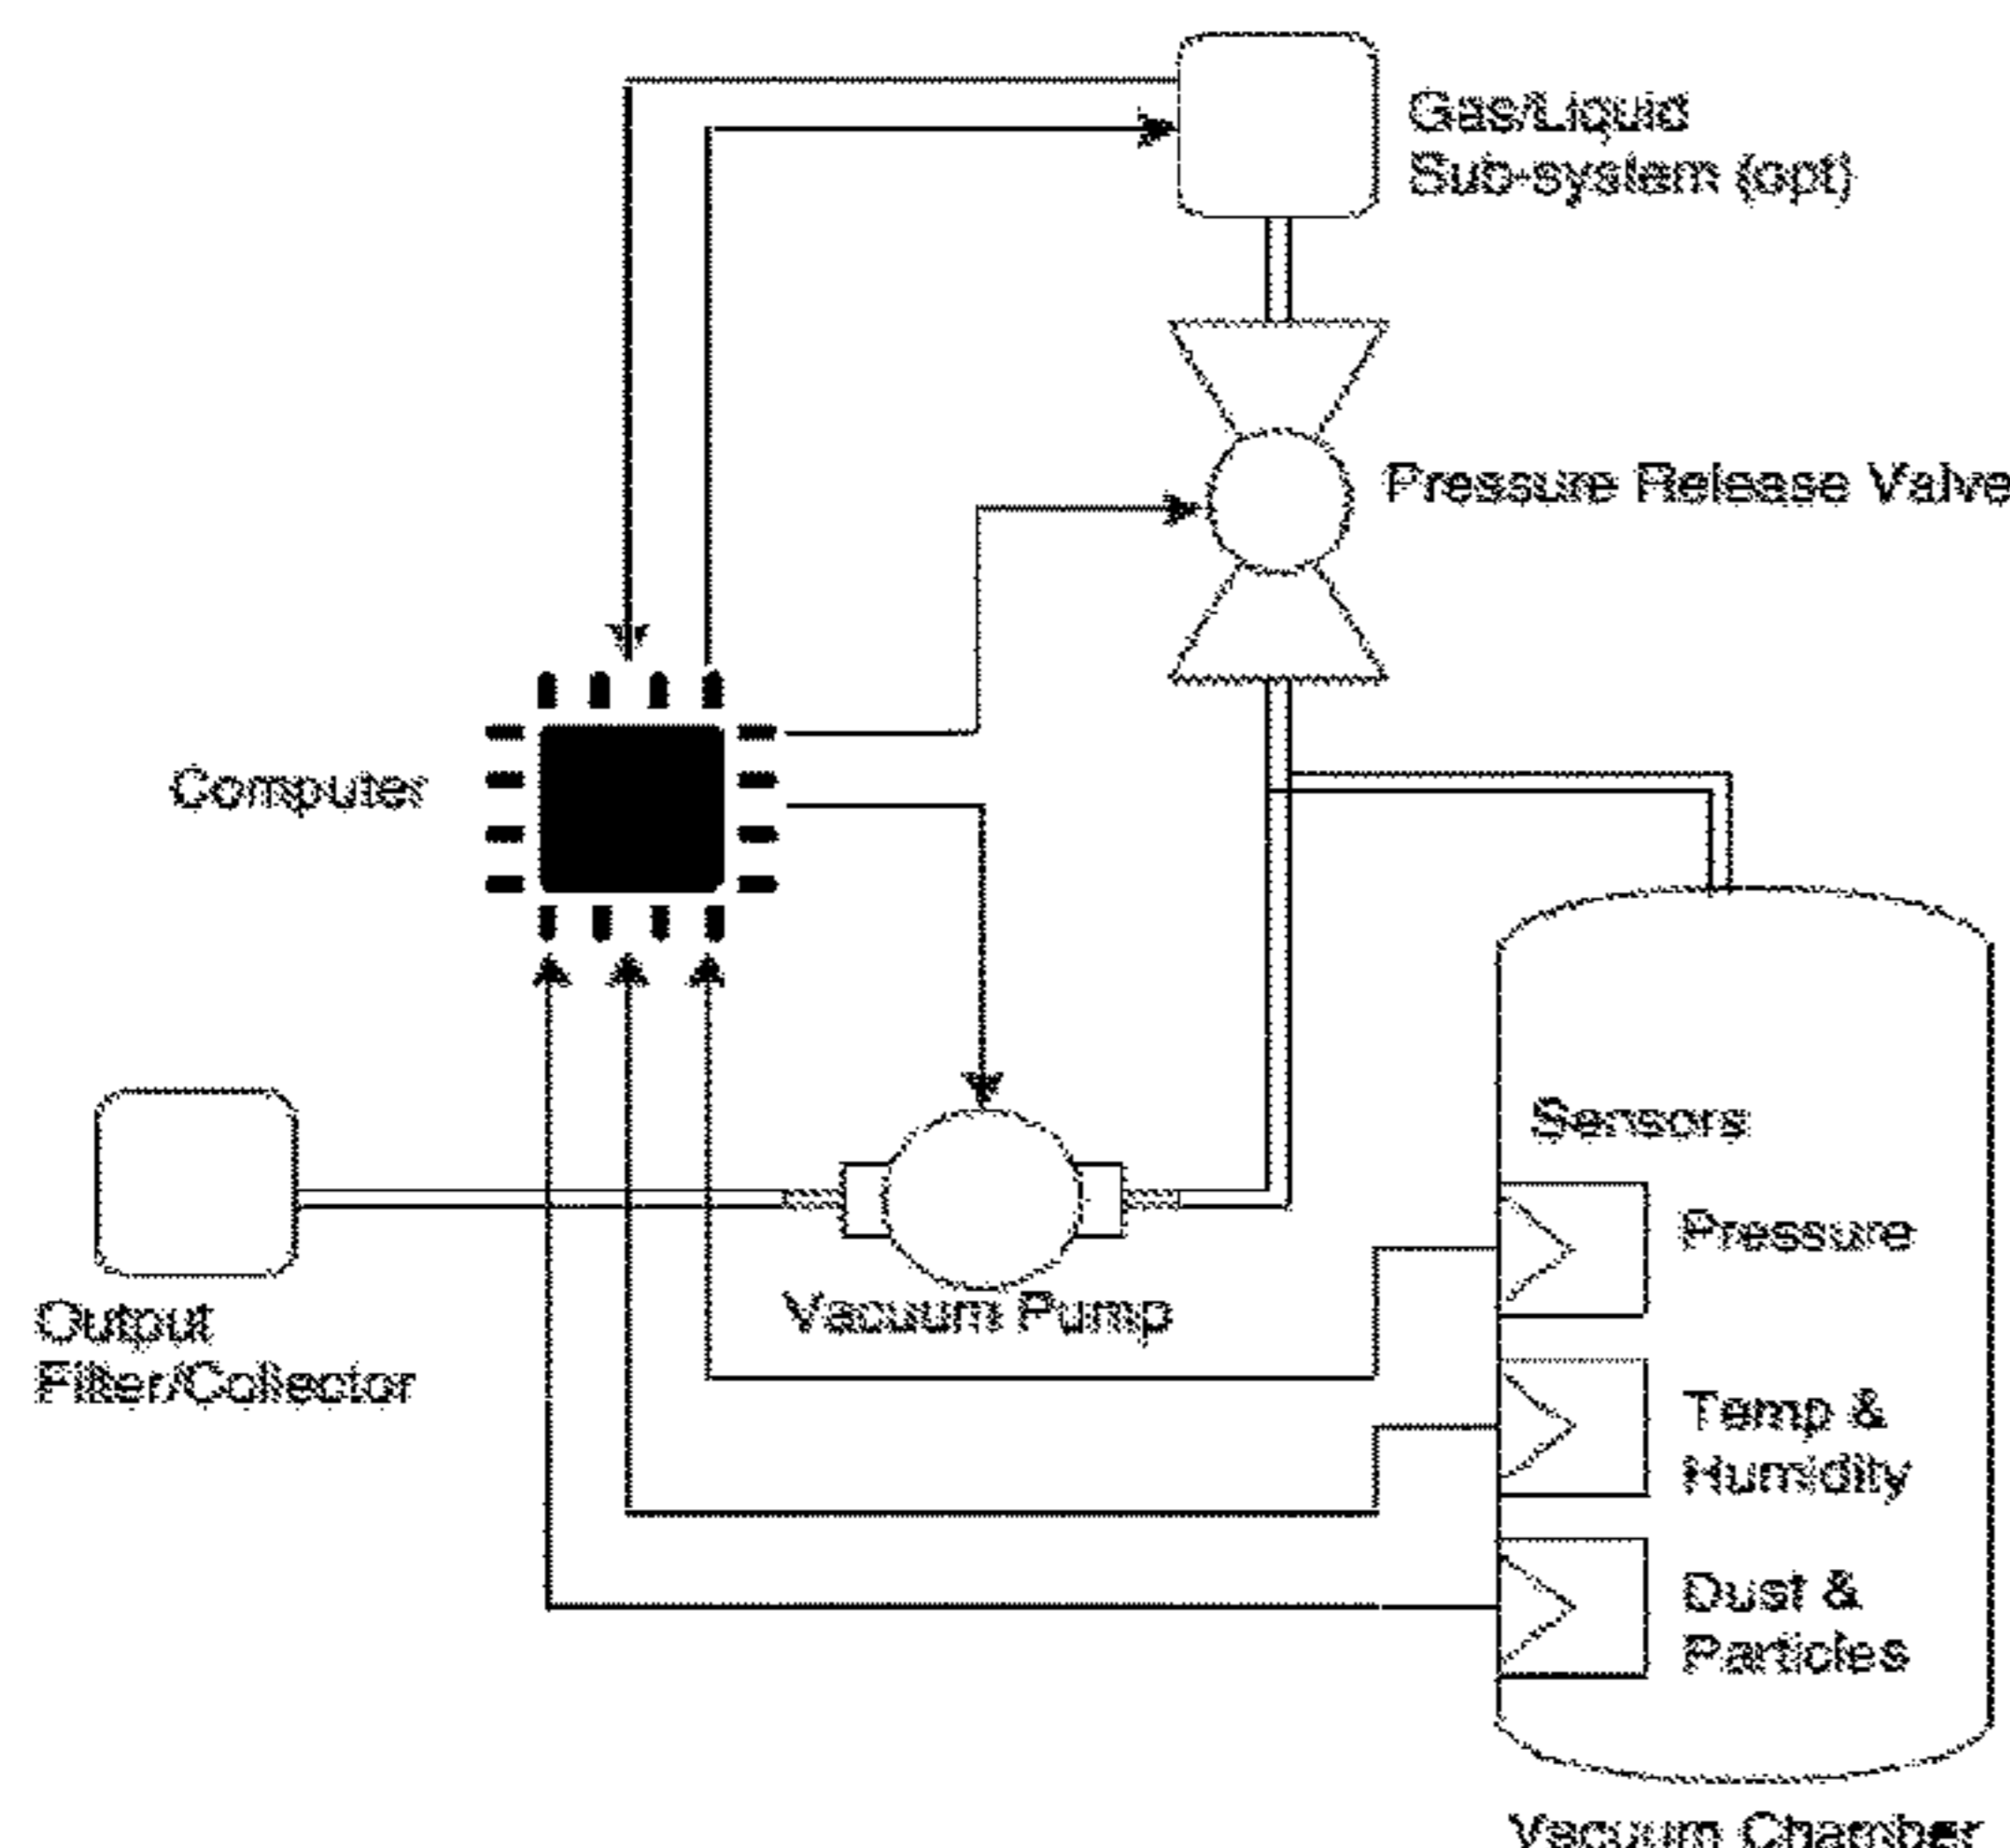 Gas/Liquid
Sub-system (opt)
Pressure Release Valve
Computer
Sensors
Pressure
Output
Filter/Collector
Vacuum Pump
Temp &
Humidity
Dust &
Particles
Vacuum Chamber